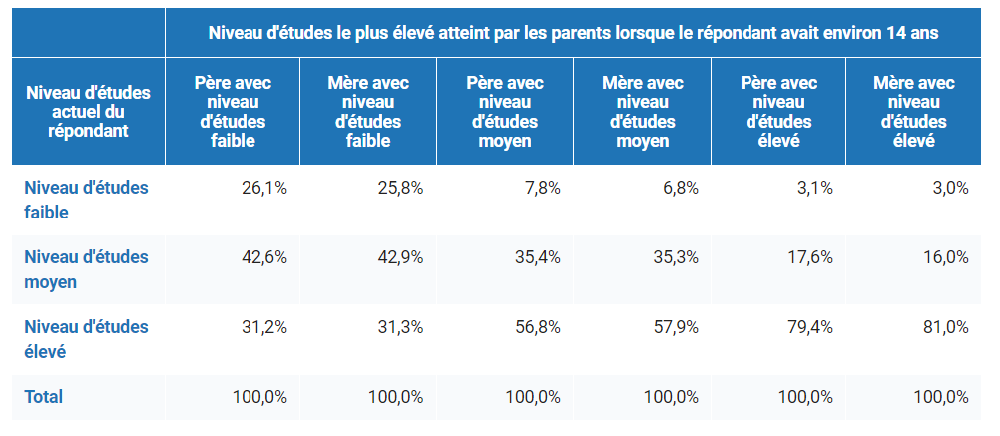 Niveau d'études le plus élevé atteint par les parents lorsque le répondant avait environ 14 ans
Niveau d'études
actuel du
répondant
Père avec
niveau
d'études
faible
Mère avec
niveau
d'études
faible
Père avec
niveau
d'études
moyen
Mère avec
niveau
d'études
moyen
Père avec
niveau
d'études
élevé
Mère avec
niveau
d'études
élevé
Niveau d'études
faible
26,1% 25,8% 7,8% 6,8% 3,1% 3,0%
Niveau d'études
moyen
42,6% 42,9% 35,4% 35,3% 17,6% 16,0%
Niveau d'études
élevé
31,2% 31,3% 56,8% 57,9% 79,4% 81,0%
Total 100,0% 100,0% 100,0% 100,0% 100,0% 100,0%